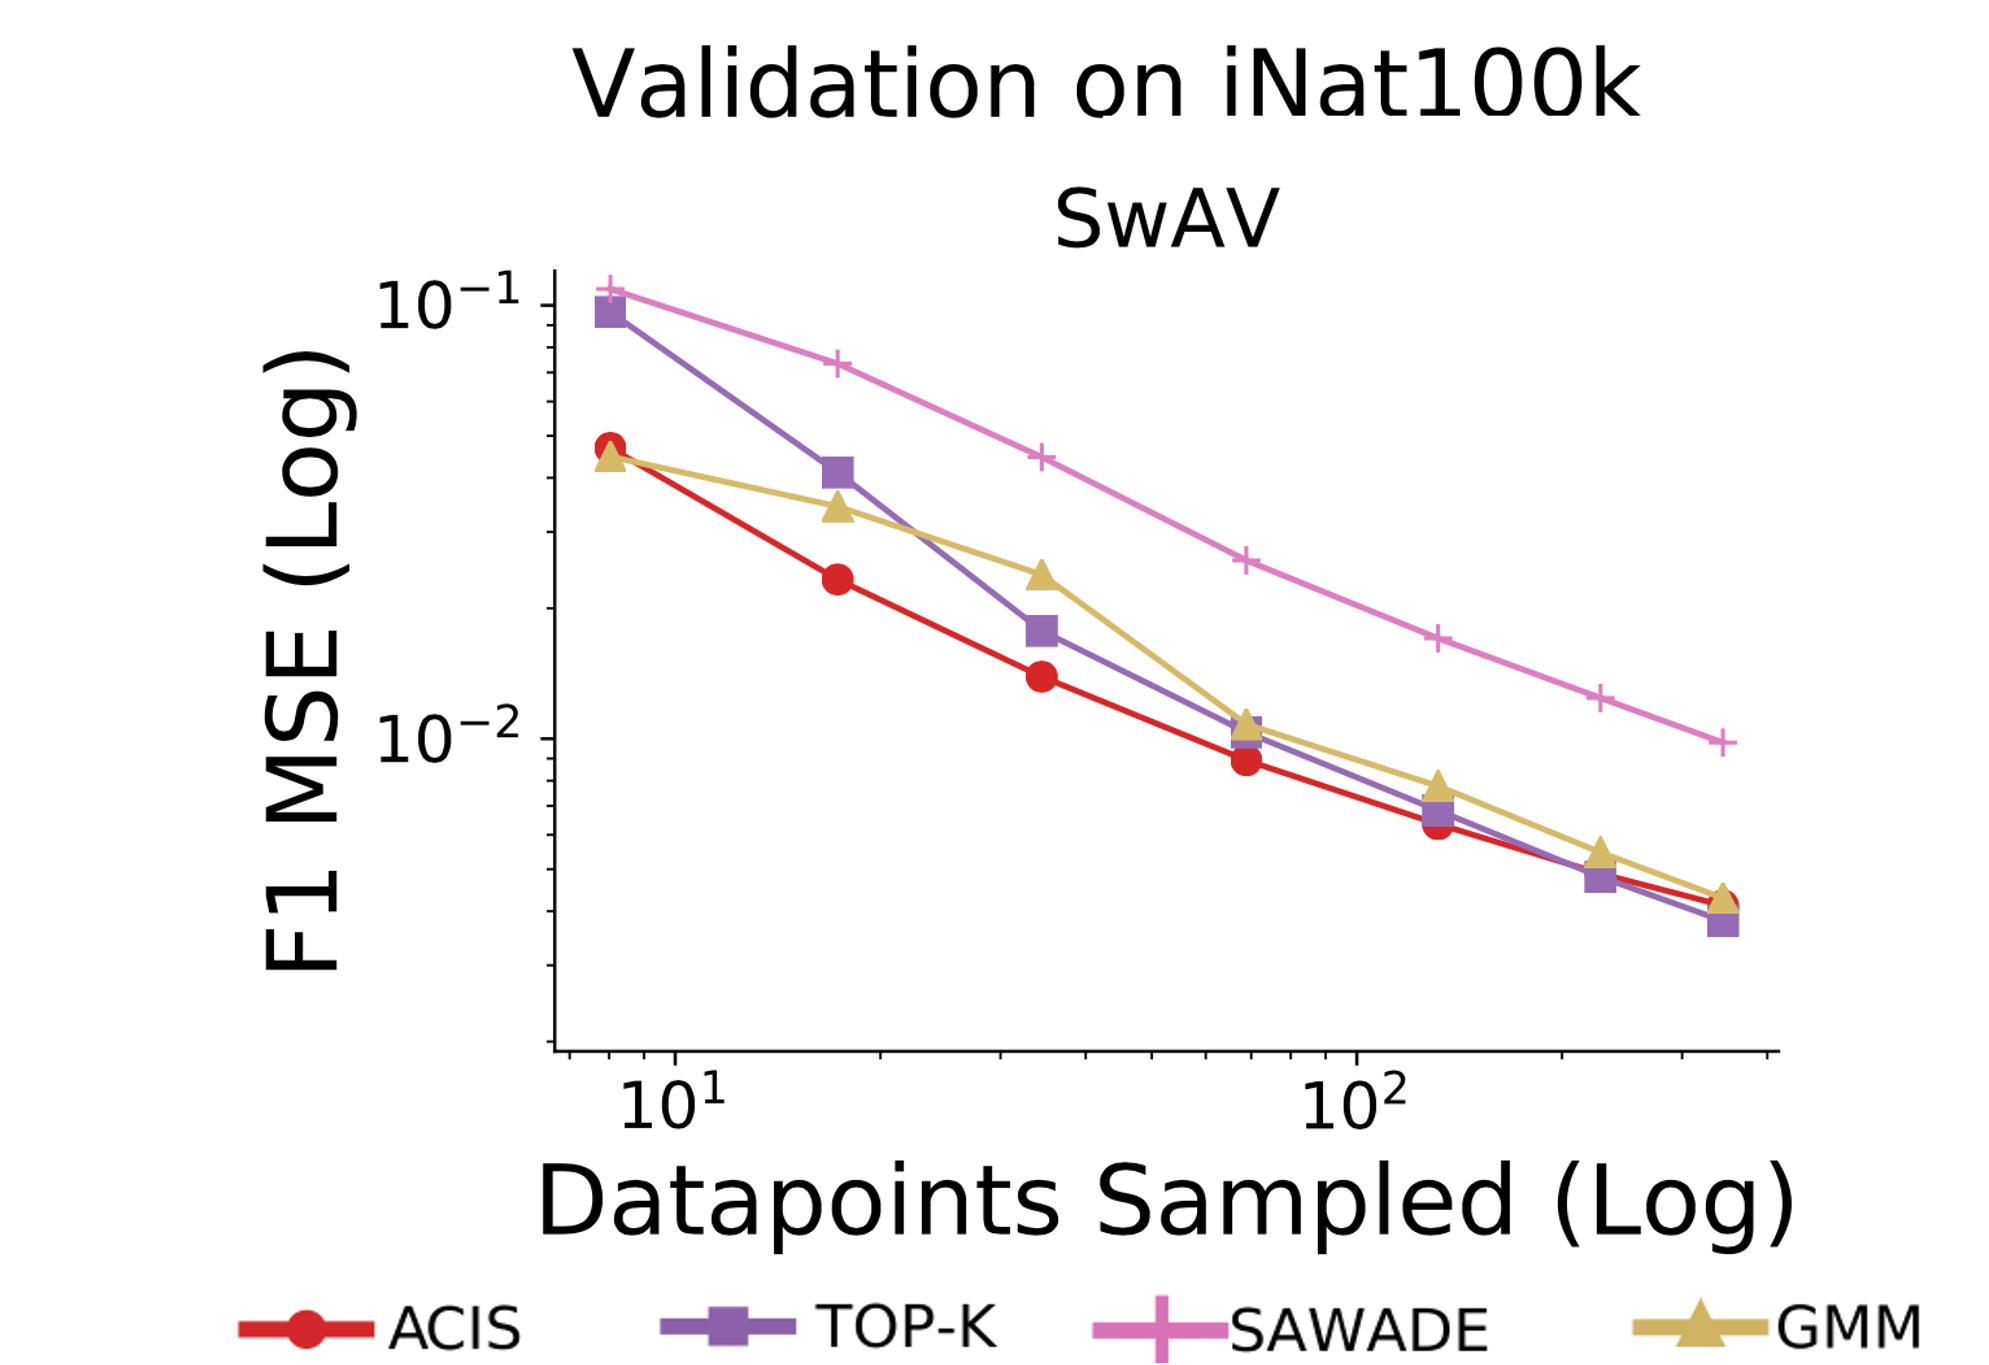 Validation on iNat100k
SwAV
F1 MSE (Log)
10⁻¹
10⁻²
10¹ 10²
Datapoints Sampled (Log)
ACIS TOP-K SAWADE GMM